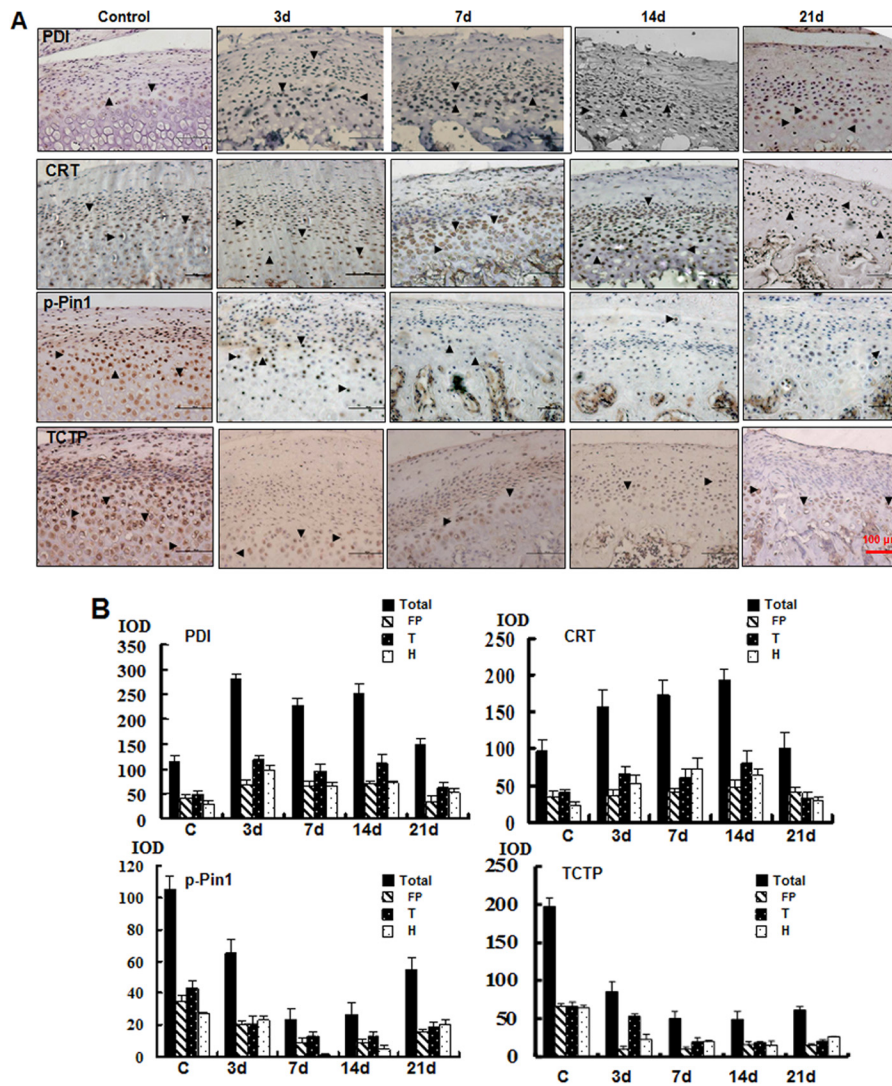 A
Control 3d 7d 14d 21d
PDI
CRT
p-Pin1
TCTP
100 μ
B
IOD
PDI
Total
FP
T
H
350
300
250
200
150
100
50
0
C 3d 7d 14d 21d
IOD
CRT
Total
FP
T
H
250
200
150
100
50
0
C 3d 7d 14d 21d
IOD
p-Pin1
Total
FP
T
H
120
100
80
60
40
20
0
C 3d 7d 14d 21d
IOD
TCTP
Total
FP
T
H
250
200
150
100
50
0
C 3d 7d 14d 21d